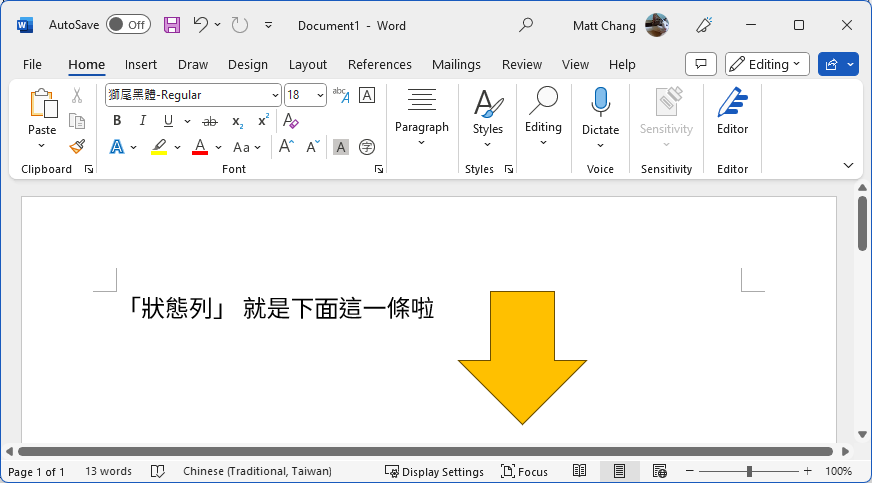 AutoSave Off Document1 - Word Matt Chang
File Home Insert Draw Design Layout References Mailings Review View Help Editing
獅尾黑體-Regular 18 abc A A
Paste Paragraph Styles Editing Dictate Sensitivity Editor
B I U ab x₂ x² A
A A Aa A A A 字
Clipboard Font Styles Voice Sensitivity Editor
「狀態列」 就是下面這一條啦
Page 1 of 1 13 words Chinese (Traditional, Taiwan) Display Settings Focus 100%